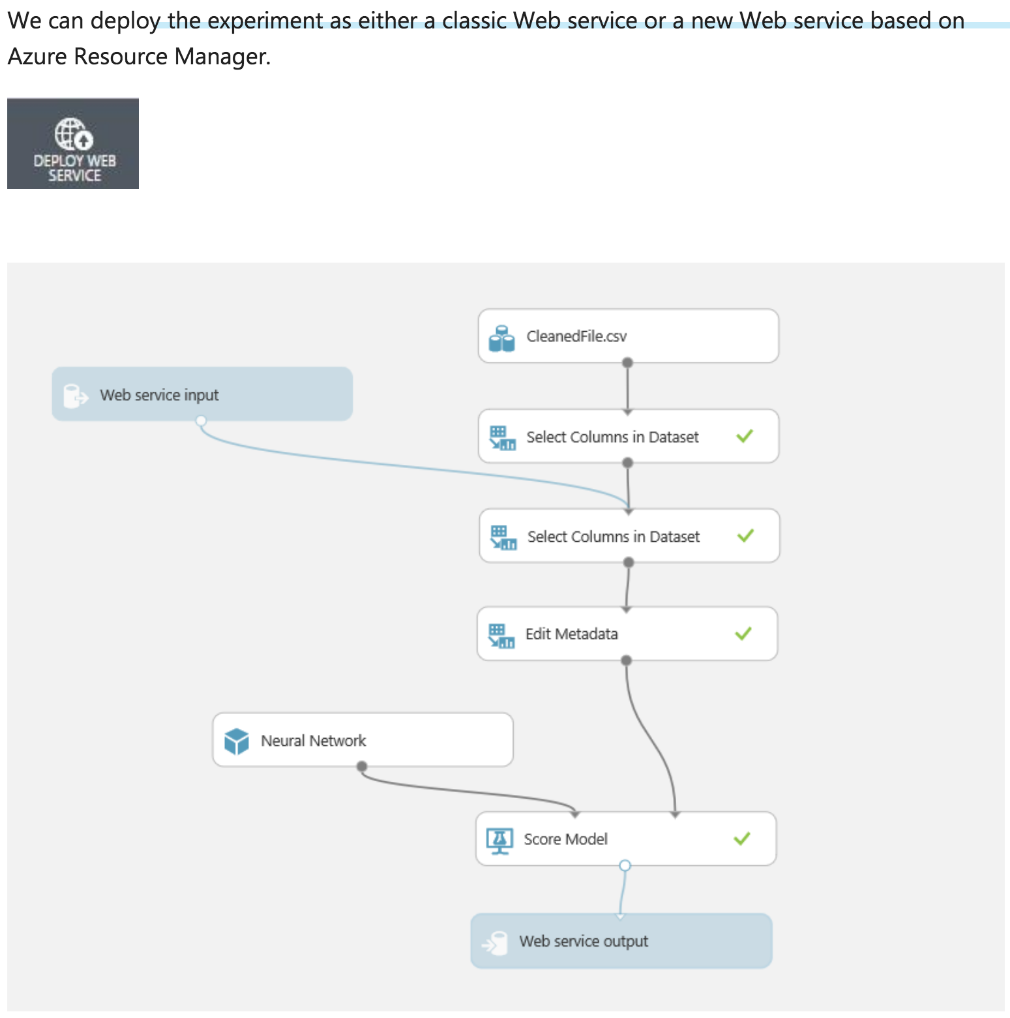 We can deploy the experiment as either a classic Web service or a new Web service based on
Azure Resource Manager.
DEPLOY WEB
SERVICE
CleanedFile.csv
Web service input
Select Columns in Dataset
Select Columns in Dataset
Edit Metadata
Neural Network
Score Model
Web service output